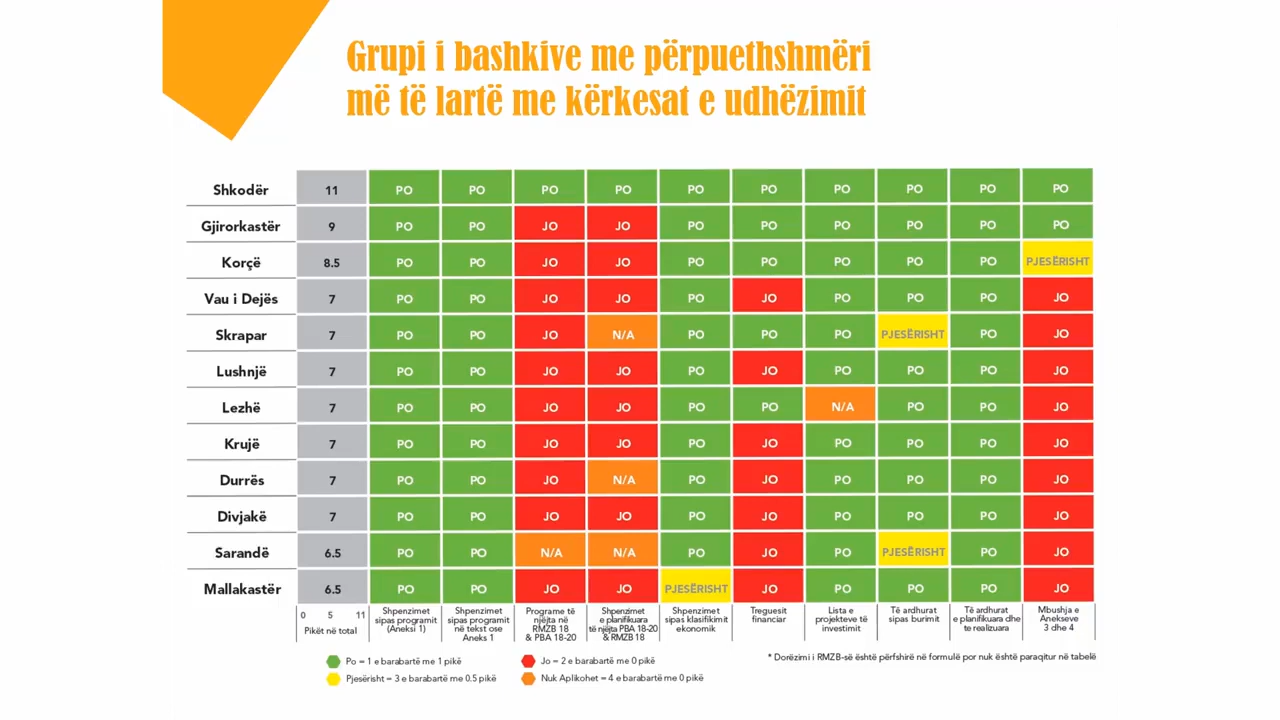 Grupi i bashkive me përpuethshmëri
më të lartë me kërkesat e udhëzimit
Shkodër 11 PO PO PO PO PO PO PO PO PO PO
Gjirorkastër 9 PO PO JO JO PO PO PO PO PO PO
Korçë 8.5 PO PO JO JO PO PO PO PO PO PJESËRISHT
Vau i Dejës 7 PO PO JO JO PO JO PO PO PO JO
Skrapar 7 PO PO JO N/A PO PO PO PJESËRISHT PO JO
Lushnjë 7 PO PO JO JO PO JO PO PO PO JO
Lezhë 7 PO PO JO JO PO PO N/A PO PO JO
Krujë 7 PO PO JO JO PO JO PO PO PO JO
Durrës 7 PO PO JO N/A PO JO PO PO PO JO
Divjakë 7 PO PO JO JO PO JO PO PO PO JO
Sarandë 6.5 PO PO N/A N/A PO JO PO PJESËRISHT PO JO
Mallakastër 6.5 PO PO JO JO PJESËRISHT JO PO PO PO JO
0 5 11
Pikët në total
Shpenzimet
sipas programit
(Aneksi 1)
Shpenzimet
sipas programit
në tekst ose
Aneks 1
Programe të
njëjta në
RMZB 18
& PBA 18-20
Shpenzimet
e planifikuara
të njëjta PBA 18-20
& RMZB 18
Shpenzimet
sipas klasifikimit
ekonomik
Treguesit
financiar
Lista e
projekteve të
investimit
Të ardhurat
sipas burimit
Të ardhurat
e planifikuara dhe
te realizuara
Mbushja e
Anekseve
3 dhe 4
Po = 1 e barabartë me 1 pikë
Jo = 2 e barabartë me 0 pikë
Pjesërisht = 3 e barabartë me 0.5 pikë
Nuk Aplikohet = 4 e barabartë me 0 pikë
* Dorëzimi i RMZB-së është përfshirë në formulë por nuk është paraqitur në tabelë